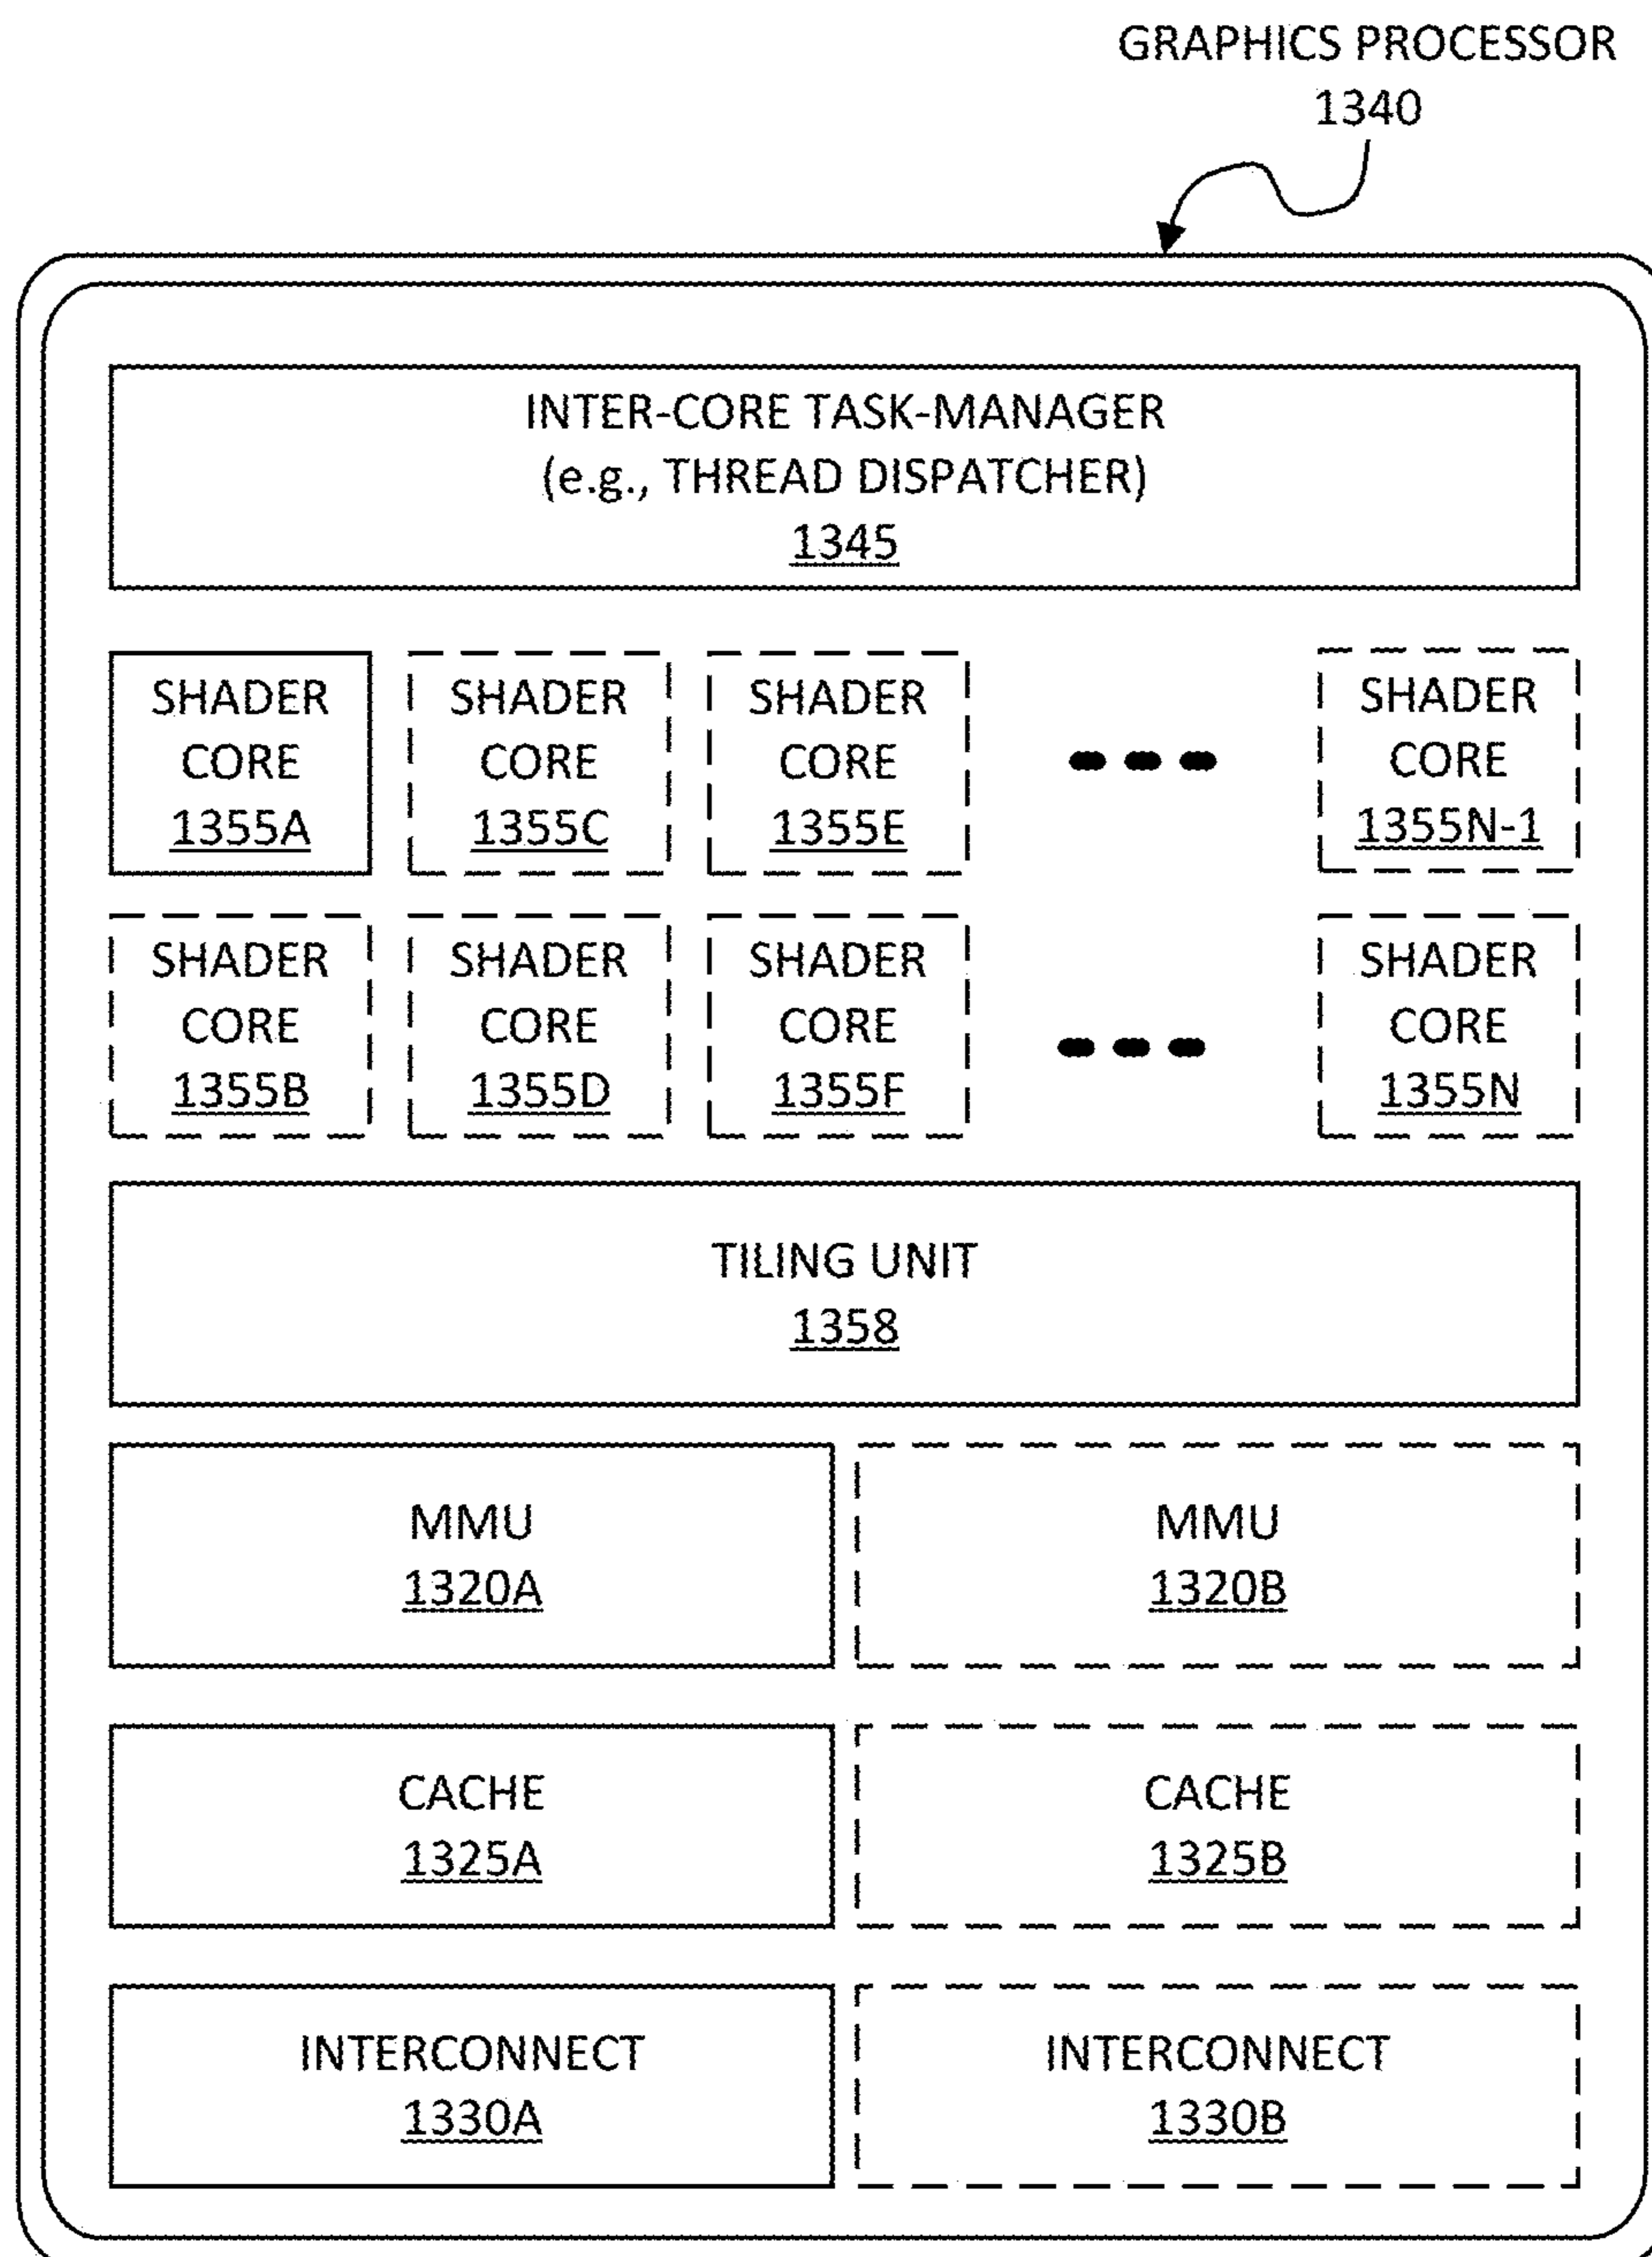 GRAPHICS PROCESSOR
1340
INTER-CORE TASK-MANAGER
(e.g., THREAD DISPATCHER)
1345
SHADER
CORE
1355A
SHADER
CORE
1355C
SHADER
CORE
1355E
SHADER
CORE
1355N-1
SHADER
CORE
1355B
SHADER
CORE
1355D
SHADER
CORE
1355F
SHADER
CORE
1355N
TILING UNIT
1358
MMU
1320A
MMU
1320B
CACHE
1325A
CACHE
1325B
INTERCONNECT
1330A
INTERCONNECT
1330B